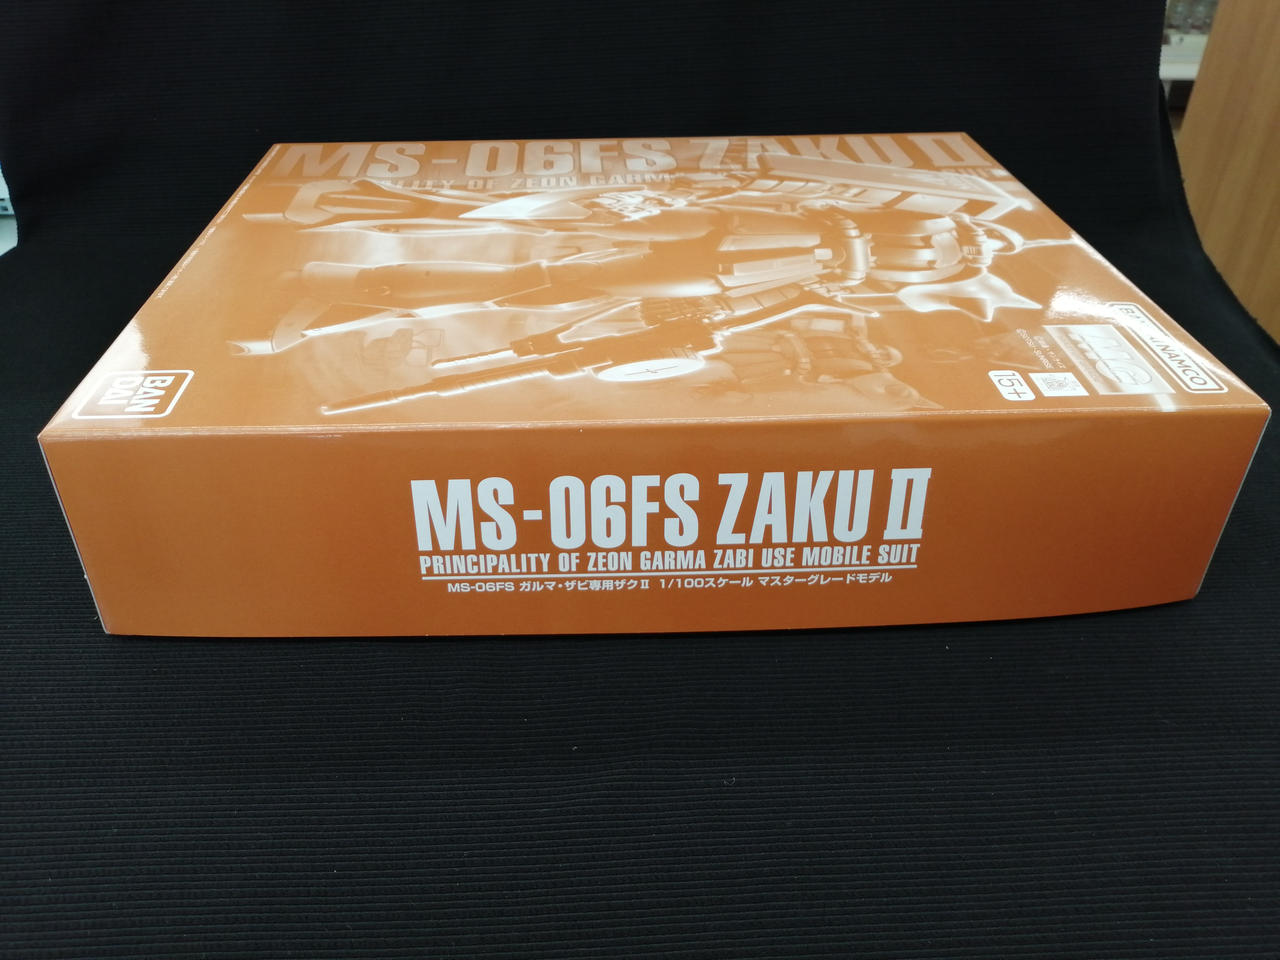 MS-06FS ZAKU II
BAN
DAI
15+
MS-06FS ZAKU II
PRINCIPALITY OF ZEON GARMA ZABI USE MOBILE SUIT
MS-06FS ガルマ・ザビ専用ザクⅡ 1/100スケール マスターグレードモデル